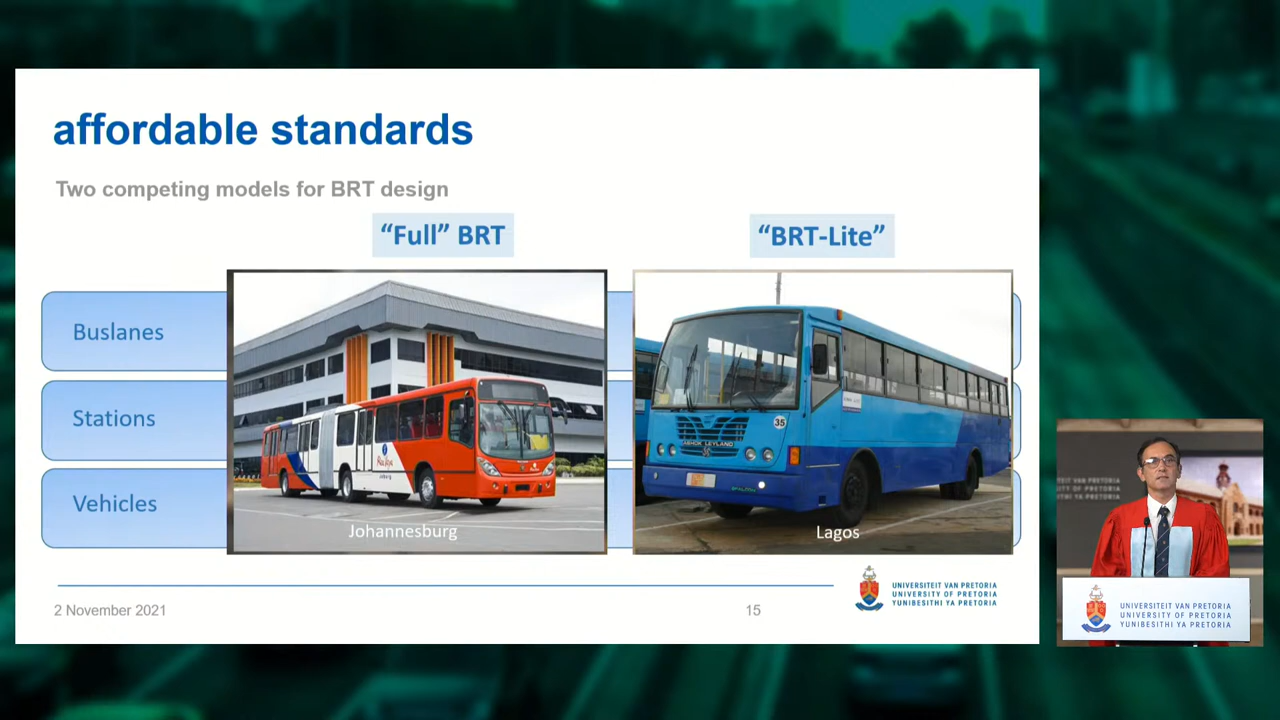 affordable standards
Two competing models for BRT design
“Full” BRT
“BRT-Lite”
Buslanes
Stations
Vehicles
Rea Vaya
Johannesburg
35
ASHOK LEYLAND
Lagos
2 November 2021
15
UNIVERSITEIT VAN PRETORIA
UNIVERSITY OF PRETORIA
YUNIBESITHI YA PRETORIA
UNIVERSITEIT VAN PRETORIA
UNIVERSITY OF PRETORIA
YUNIBESITHI YA PRETORIA